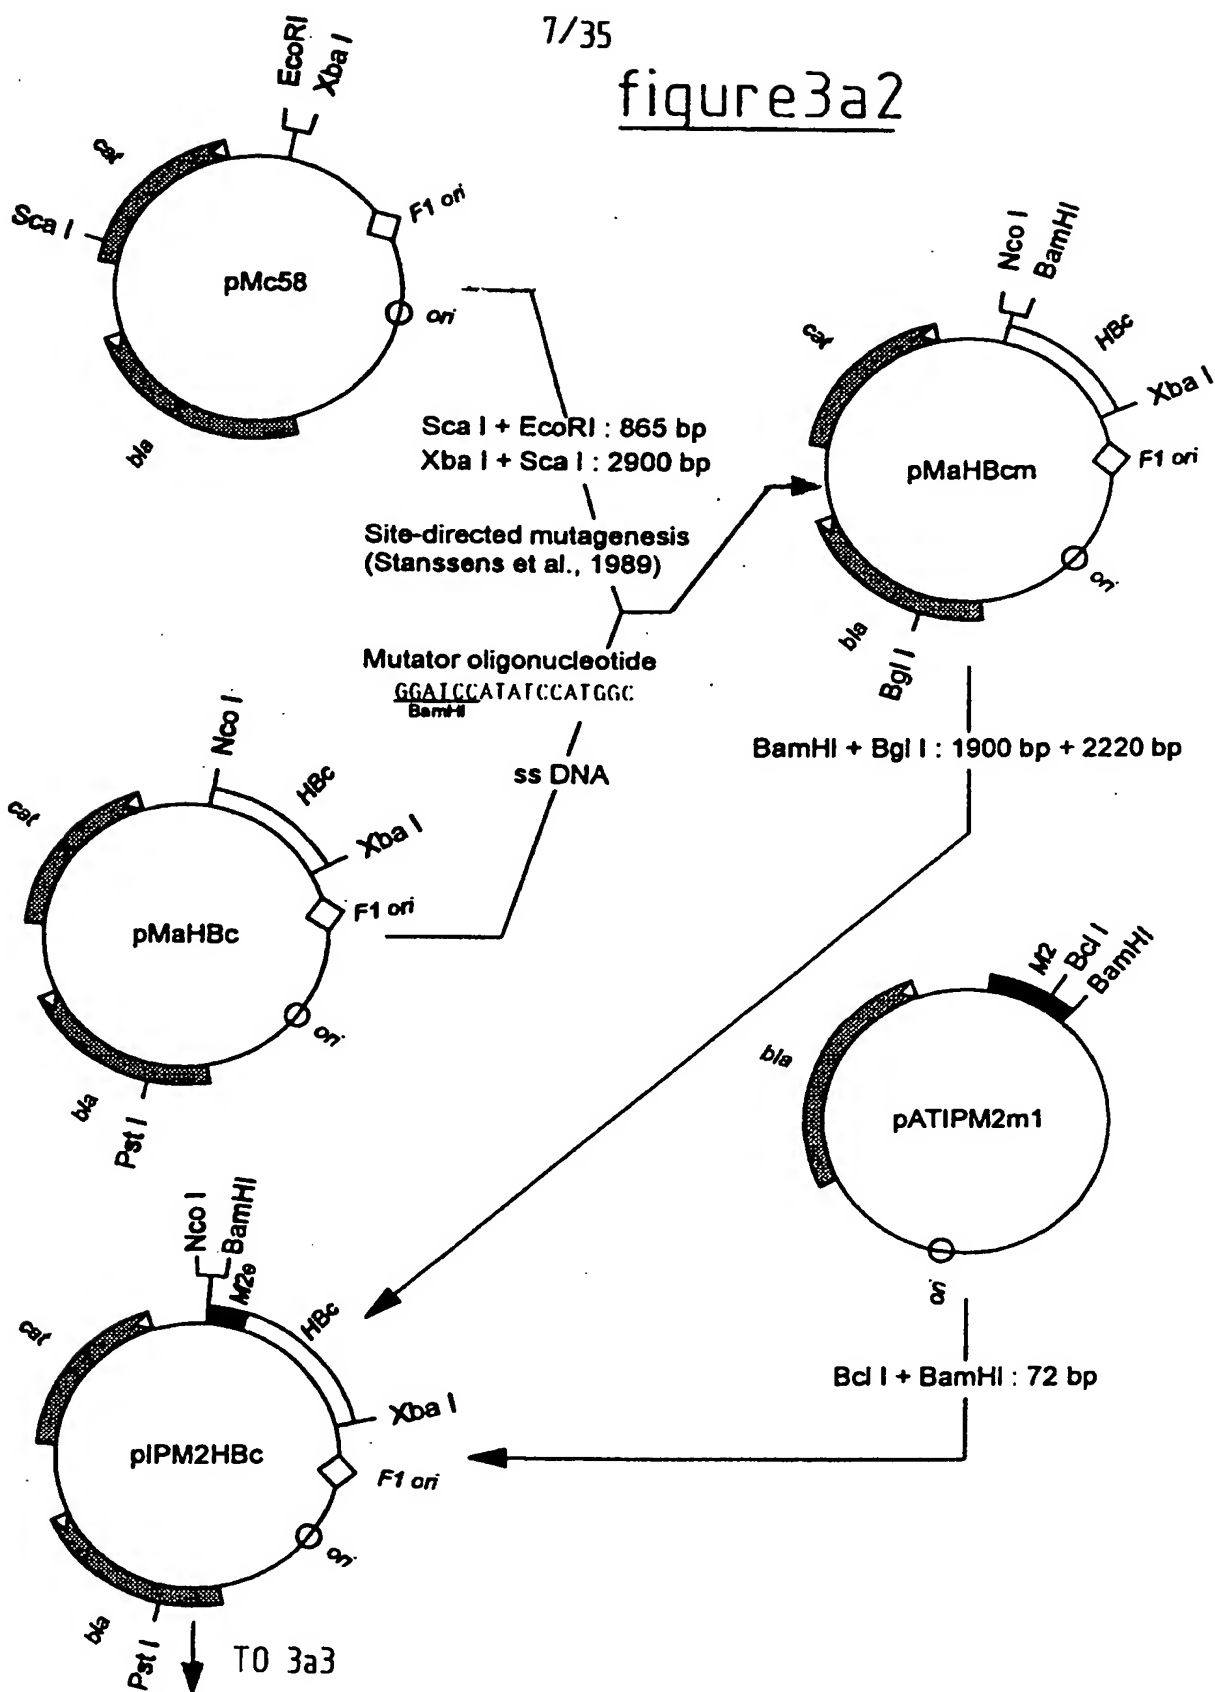 7/35
figure3a2
EcoRI
Xba I
cat
Sca I
F1 ori
pMc58
ori
bla
Sca I + EcoRI : 865 bp
Xba I + Sca I : 2900 bp
Site-directed mutagenesis
(Stanssens et al., 1989)
Mutator oligonucleotide
GGATCCATATCCATGGC
BamHI
ss DNA
Nco I
BamHI
cat
HBc
Xba I
pMaHBcm
F1 ori
ori
bla
Bgl I
BamHI + Bgl I : 1900 bp + 2220 bp
Nco I
cat
HBc
Xba I
pMaHBc
F1 ori
ori
bla
Pst I
M2
Bcl I
BamHI
bla
pATIPM2m1
ori
Bcl I + BamHI : 72 bp
Nco I
BamHI
M2e
HBc
cat
Xba I
pIPM2HBc
F1 ori
ori
bla
Pst I
TO 3a3